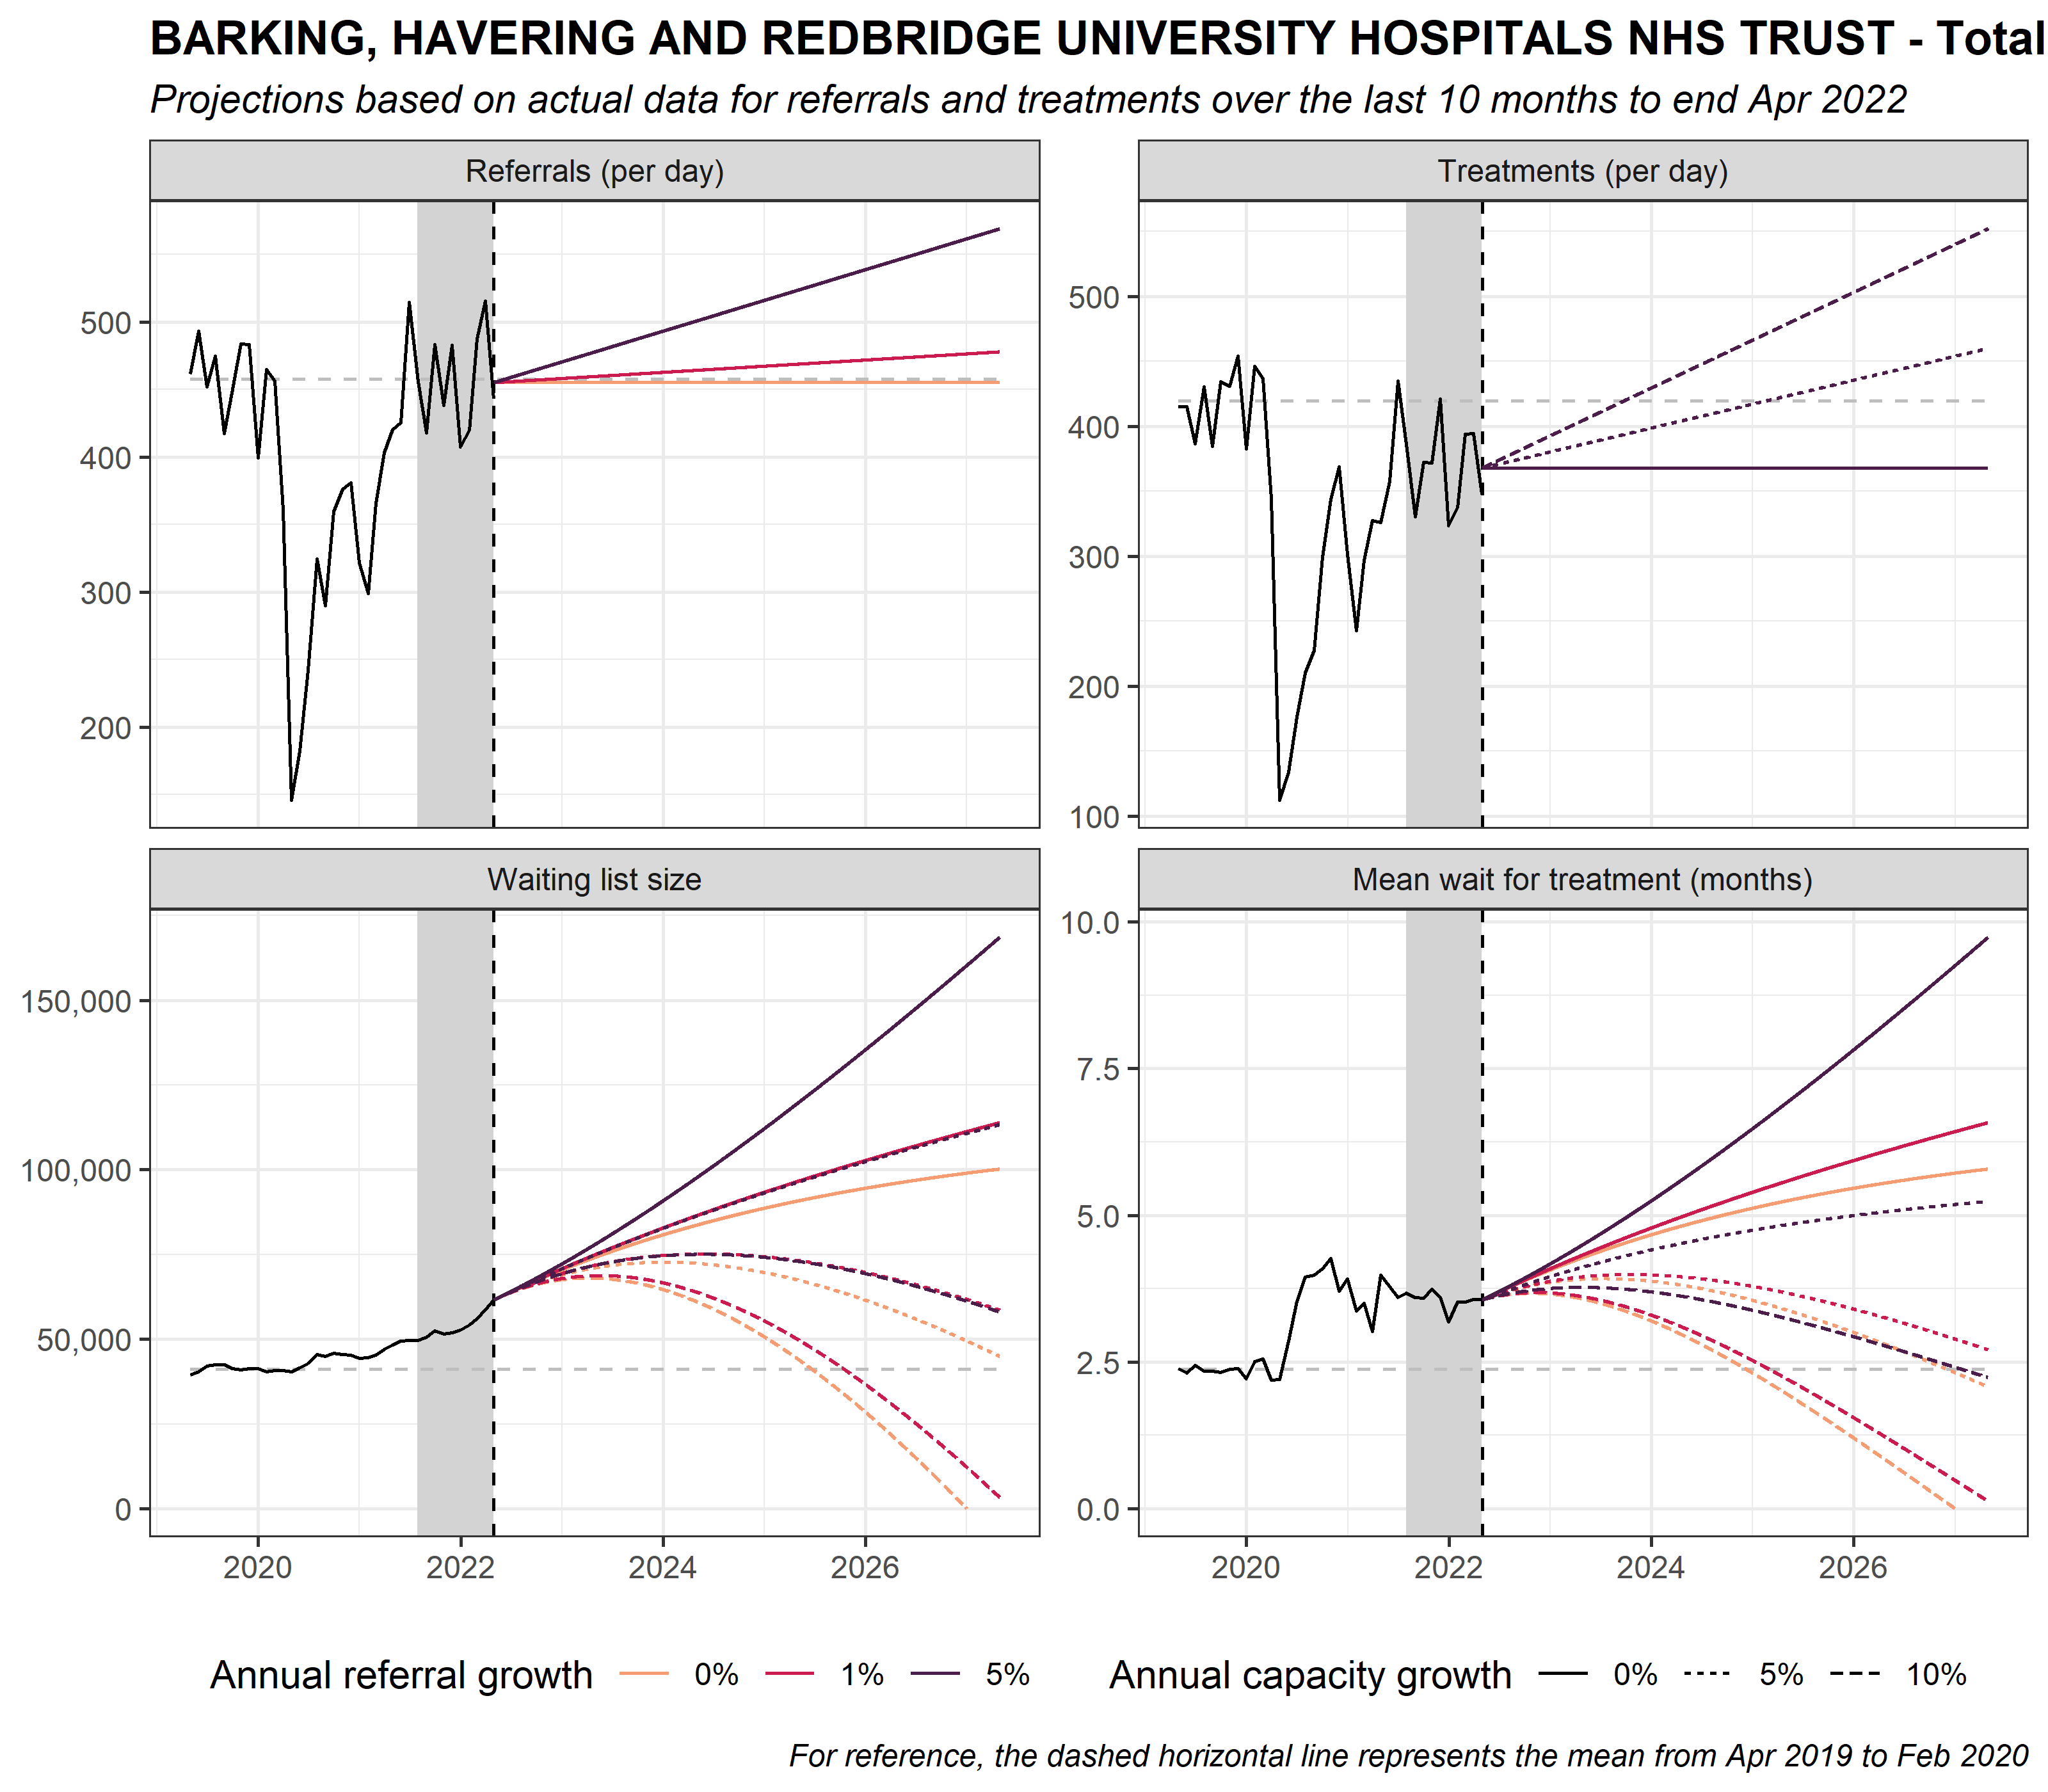 BARKING, HAVERING AND REDBRIDGE UNIVERSITY HOSPITALS NHS TRUST - Total
Projections based on actual data for referrals and treatments over the last 10 months to end Apr 2022
Referrals (per day)
500
400
300
200
Treatments (per day)
500
400
300
200
100
Waiting list size
150,000
100,000
50,000
0
2020 2022 2024 2026
Mean wait for treatment (months)
10.0
7.5
5.0
2.5
0.0
2020 2022 2024 2026
Annual referral growth 0% 1% 5%
Annual capacity growth 0% 5% 10%
For reference, the dashed horizontal line represents the mean from Apr 2019 to Feb 2020